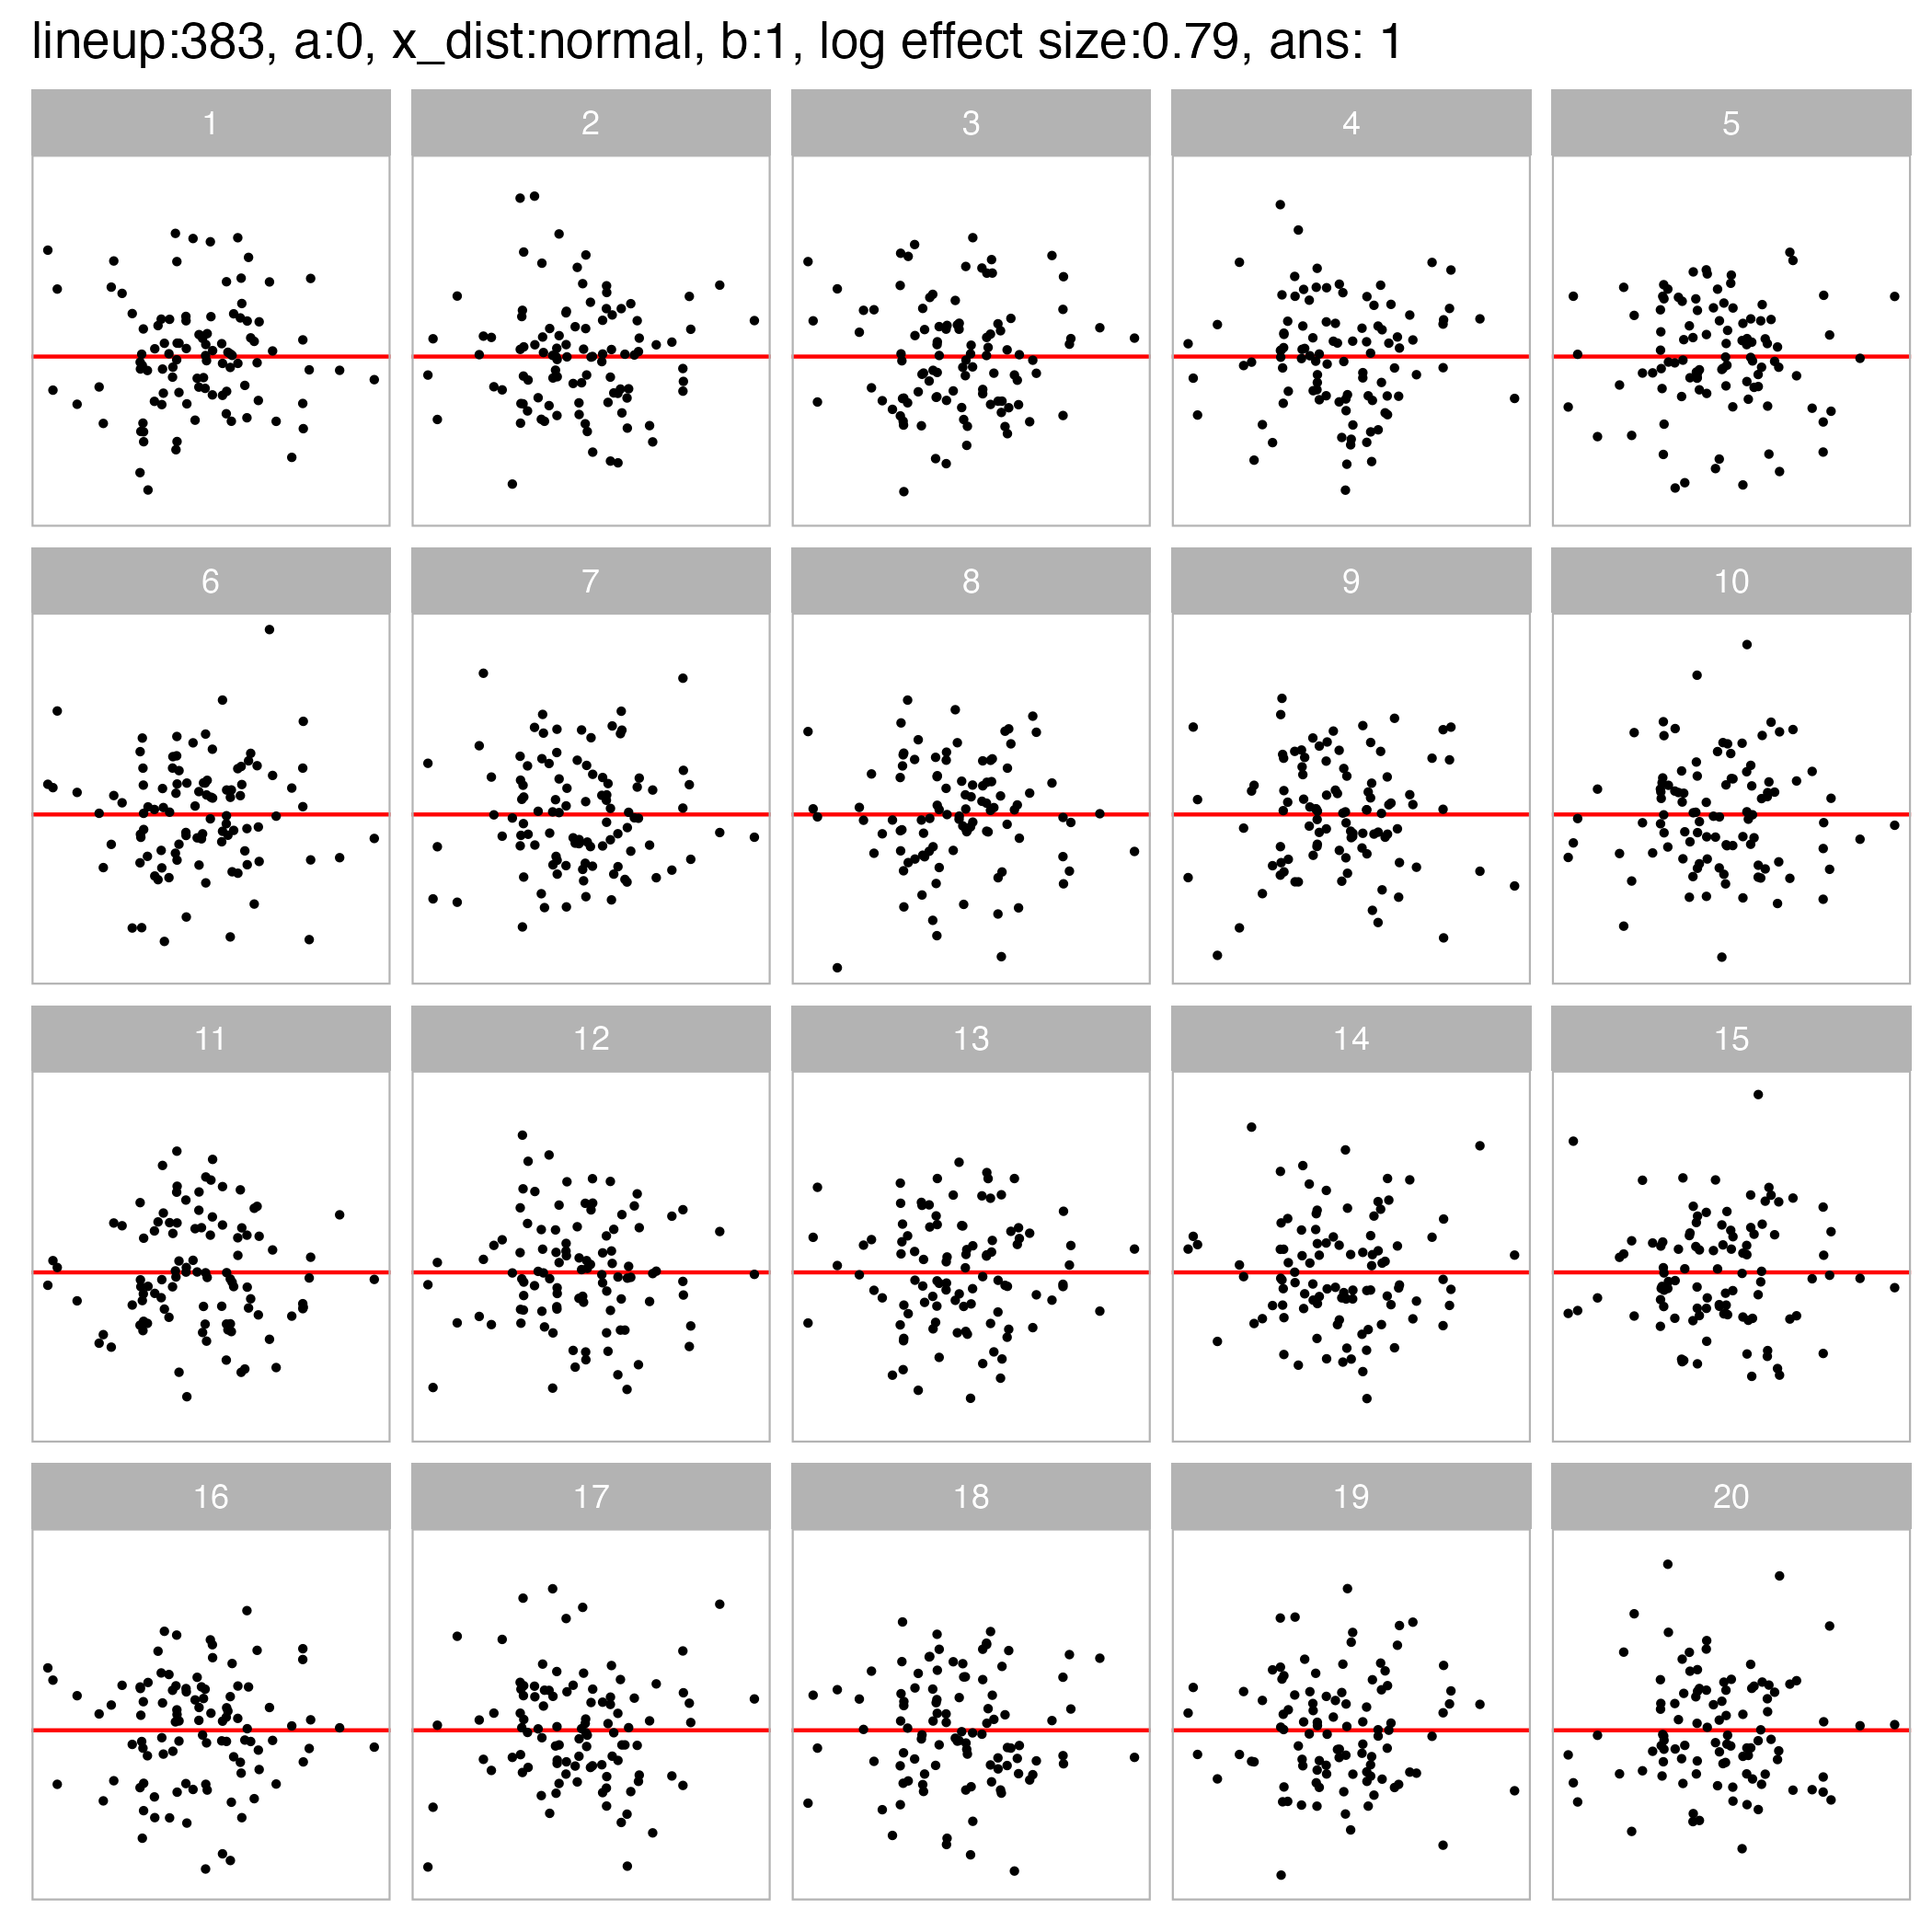 lineup:383, a:0, x_dist:normal, b:1, log effect size:0.79, ans: 1
1 2 3 4 5
6 7 8 9 10
11 12 13 14 15
16 17 18 19 20